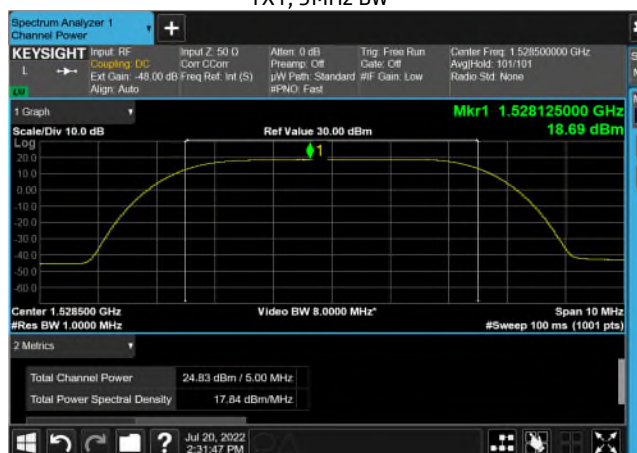 TX1, 5MHz BW
Spectrum Analyzer 1
Channel Power
KEYSIGHT Input: RF Input Z: 50 Ω Atten: 0 dB Trig: Free Run Center Freq: 1.528500000 GHz
L Coupling: DC Corr CCorr Preamp: Off Gate: Off Avg|Hold: 101/101
Ext Gain: -48.00 dB Freq Ref: Int (S) µW Path: Standard #IF Gain: Low Radio Std: None
Align: Auto #PNO: Fast
1 Graph Mkr1 1.528125000 GHz
Scale/Div 10.0 dB Ref Value 30.00 dBm 18.69 dBm
Log
20.0
1
10.0
0.00
-10.0
-20.0
-30.0
-40.0
-50.0
-60.0
Center 1.528500 GHz Video BW 8.0000 MHz* Span 10 MHz
#Res BW 1.0000 MHz #Sweep 100 ms (1001 pts)
2 Metrics
Total Channel Power 24.83 dBm / 5.00 MHz
Total Power Spectral Density 17.84 dBm/MHz
Jul 20, 2022
2:31:47 PM